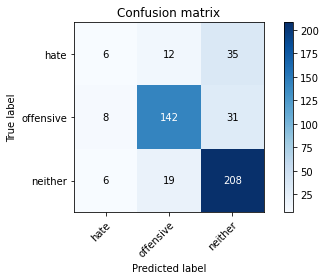 Confusion matrix
hate 6 12 35
offensive 8 142 31
neither 6 19 208
hate offensive neither
Predicted label
True label
200
175
150
125
100
75
50
25